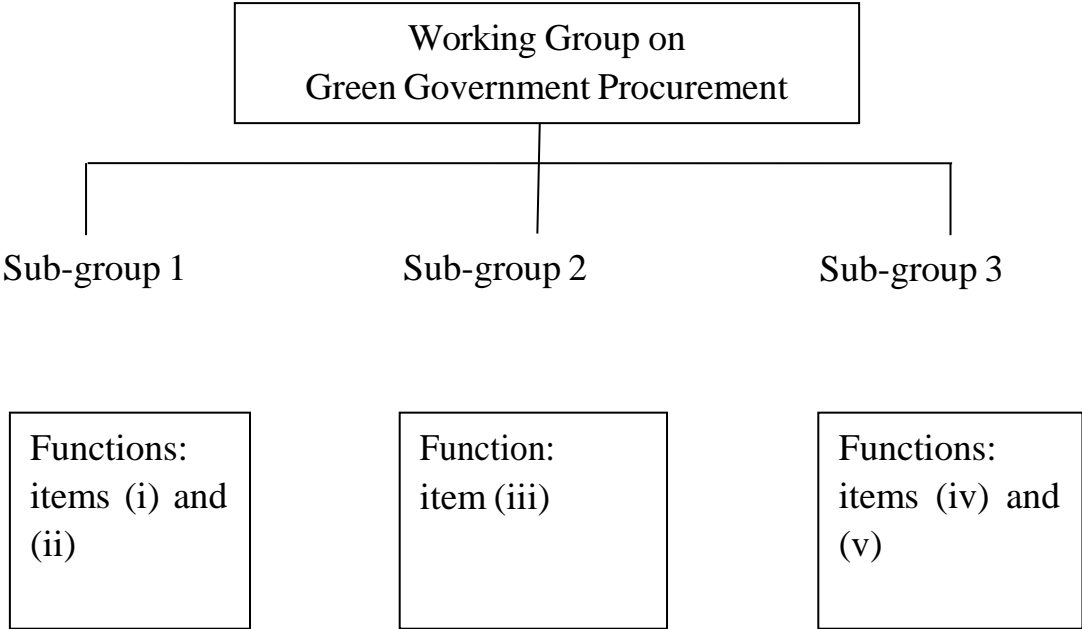 Working Group on
Green Government Procurement
Sub-group 1
Sub-group 2
Sub-group 3
Functions:
items (i) and
(ii)
Function:
item (iii)
Functions:
items (iv) and
(v)